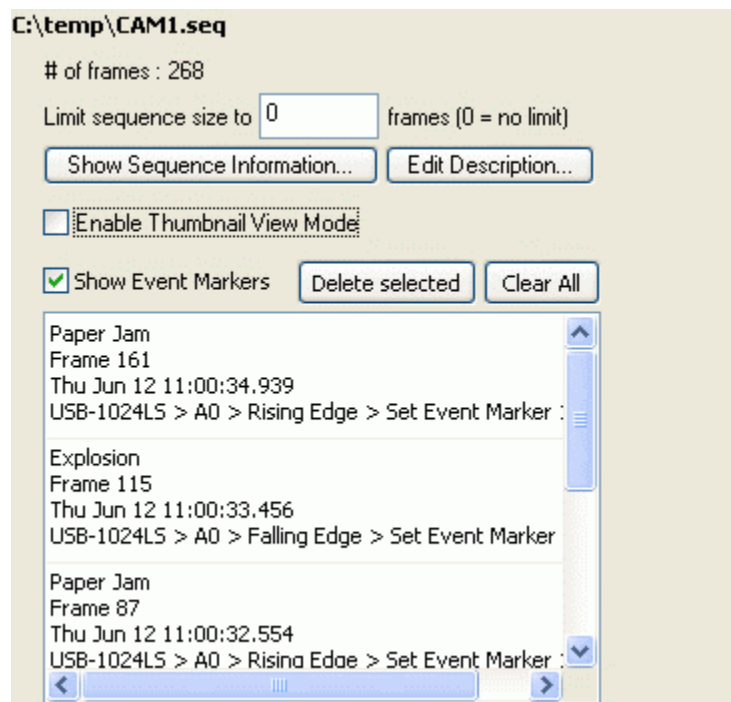 C:\temp\CAM1.seq
# of frames : 268
Limit sequence size to 0 frames (0 = no limit)
Show Sequence Information... Edit Description...
Enable Thumbnail View Mode
Show Event Markers Delete selected Clear All
Paper Jam
Frame 161
Thu Jun 12 11:00:34.939
USB-1024LS > A0 > Rising Edge > Set Event Marker
Explosion
Frame 115
Thu Jun 12 11:00:33.456
USB-1024LS > A0 > Falling Edge > Set Event Marker
Paper Jam
Frame 87
Thu Jun 12 11:00:32.554
USB-1024LS > A0 > Rising Edge > Set Event Marker